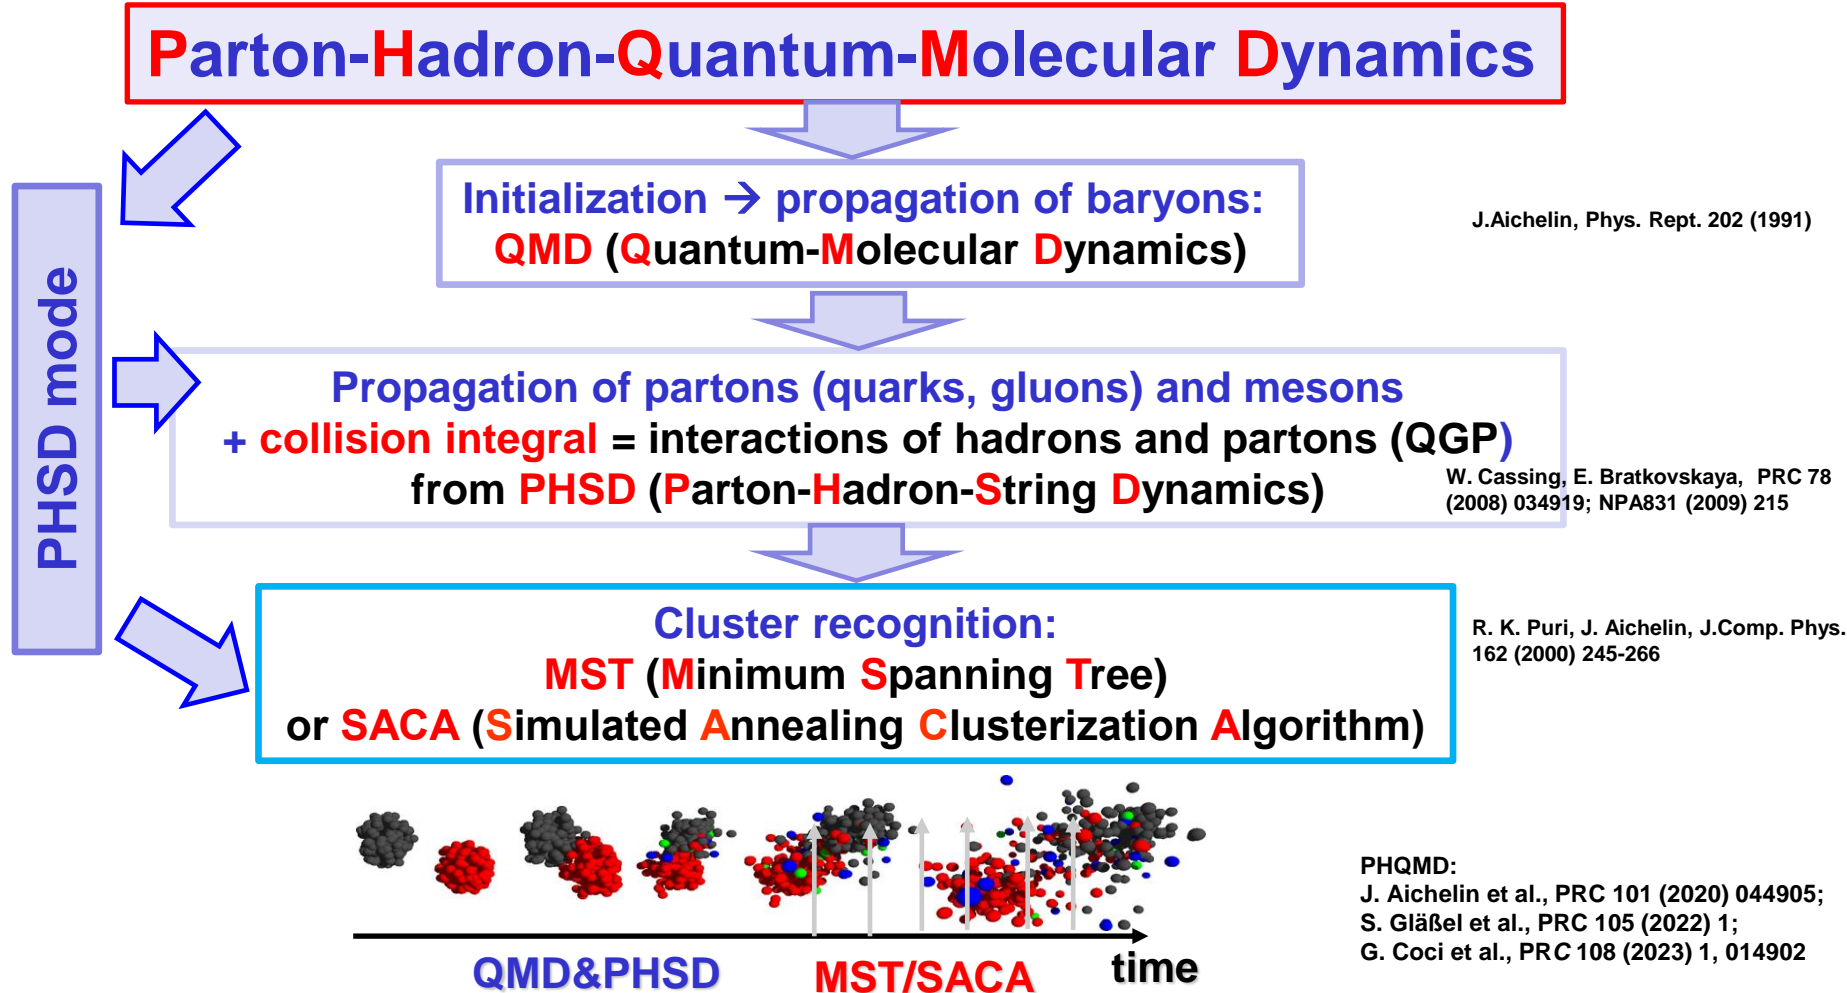 Parton-Hadron-Quantum-Molecular Dynamics
Initialization → propagation of baryons:
QMD (Quantum-Molecular Dynamics)
J.Aichelin, Phys. Rept. 202 (1991)
PHSD mode
Propagation of partons (quarks, gluons) and mesons
+ collision integral = interactions of hadrons and partons (QGP)
from PHSD (Parton-Hadron-String Dynamics)
W. Cassing, E. Bratkovskaya, PRC 78
(2008) 034919; NPA831 (2009) 215
Cluster recognition:
MST (Minimum Spanning Tree)
or SACA (Simulated Annealing Clusterization Algorithm)
R. K. Puri, J. Aichelin, J.Comp. Phys.
162 (2000) 245-266
QMD&PHSD
MST/SACA
time
PHQMD:
J. Aichelin et al., PRC 101 (2020) 044905;
S. Gläßel et al., PRC 105 (2022) 1;
G. Coci et al., PRC 108 (2023) 1, 014902